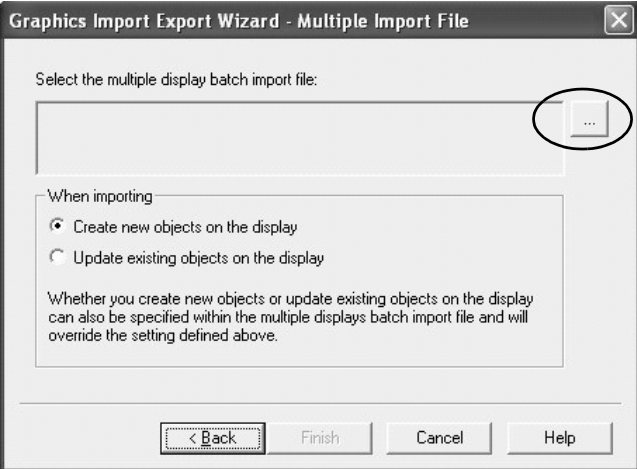 Graphics Import Export Wizard - Multiple Import File
Select the multiple display batch import file:
...
When importing
Create new objects on the display
Update existing objects on the display
Whether you create new objects or update existing objects on the display
can also be specified within the multiple displays batch import file and will
override the setting defined above.
< Back
Finish
Cancel
Help